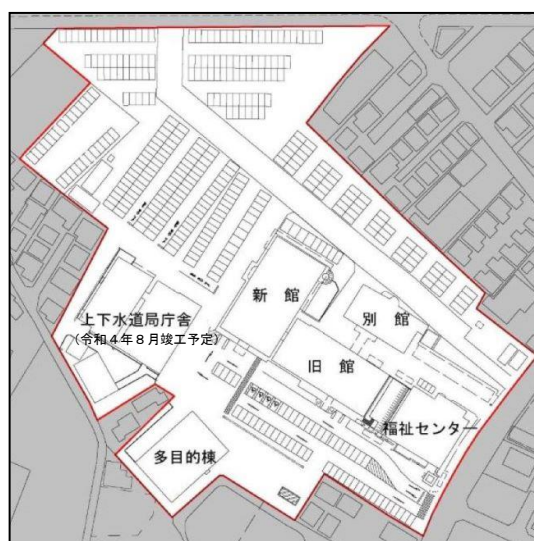 新 館
別 館
上下水道局庁舎
（令和４年８月竣工予定）
旧 館
福祉センター
多目的棟